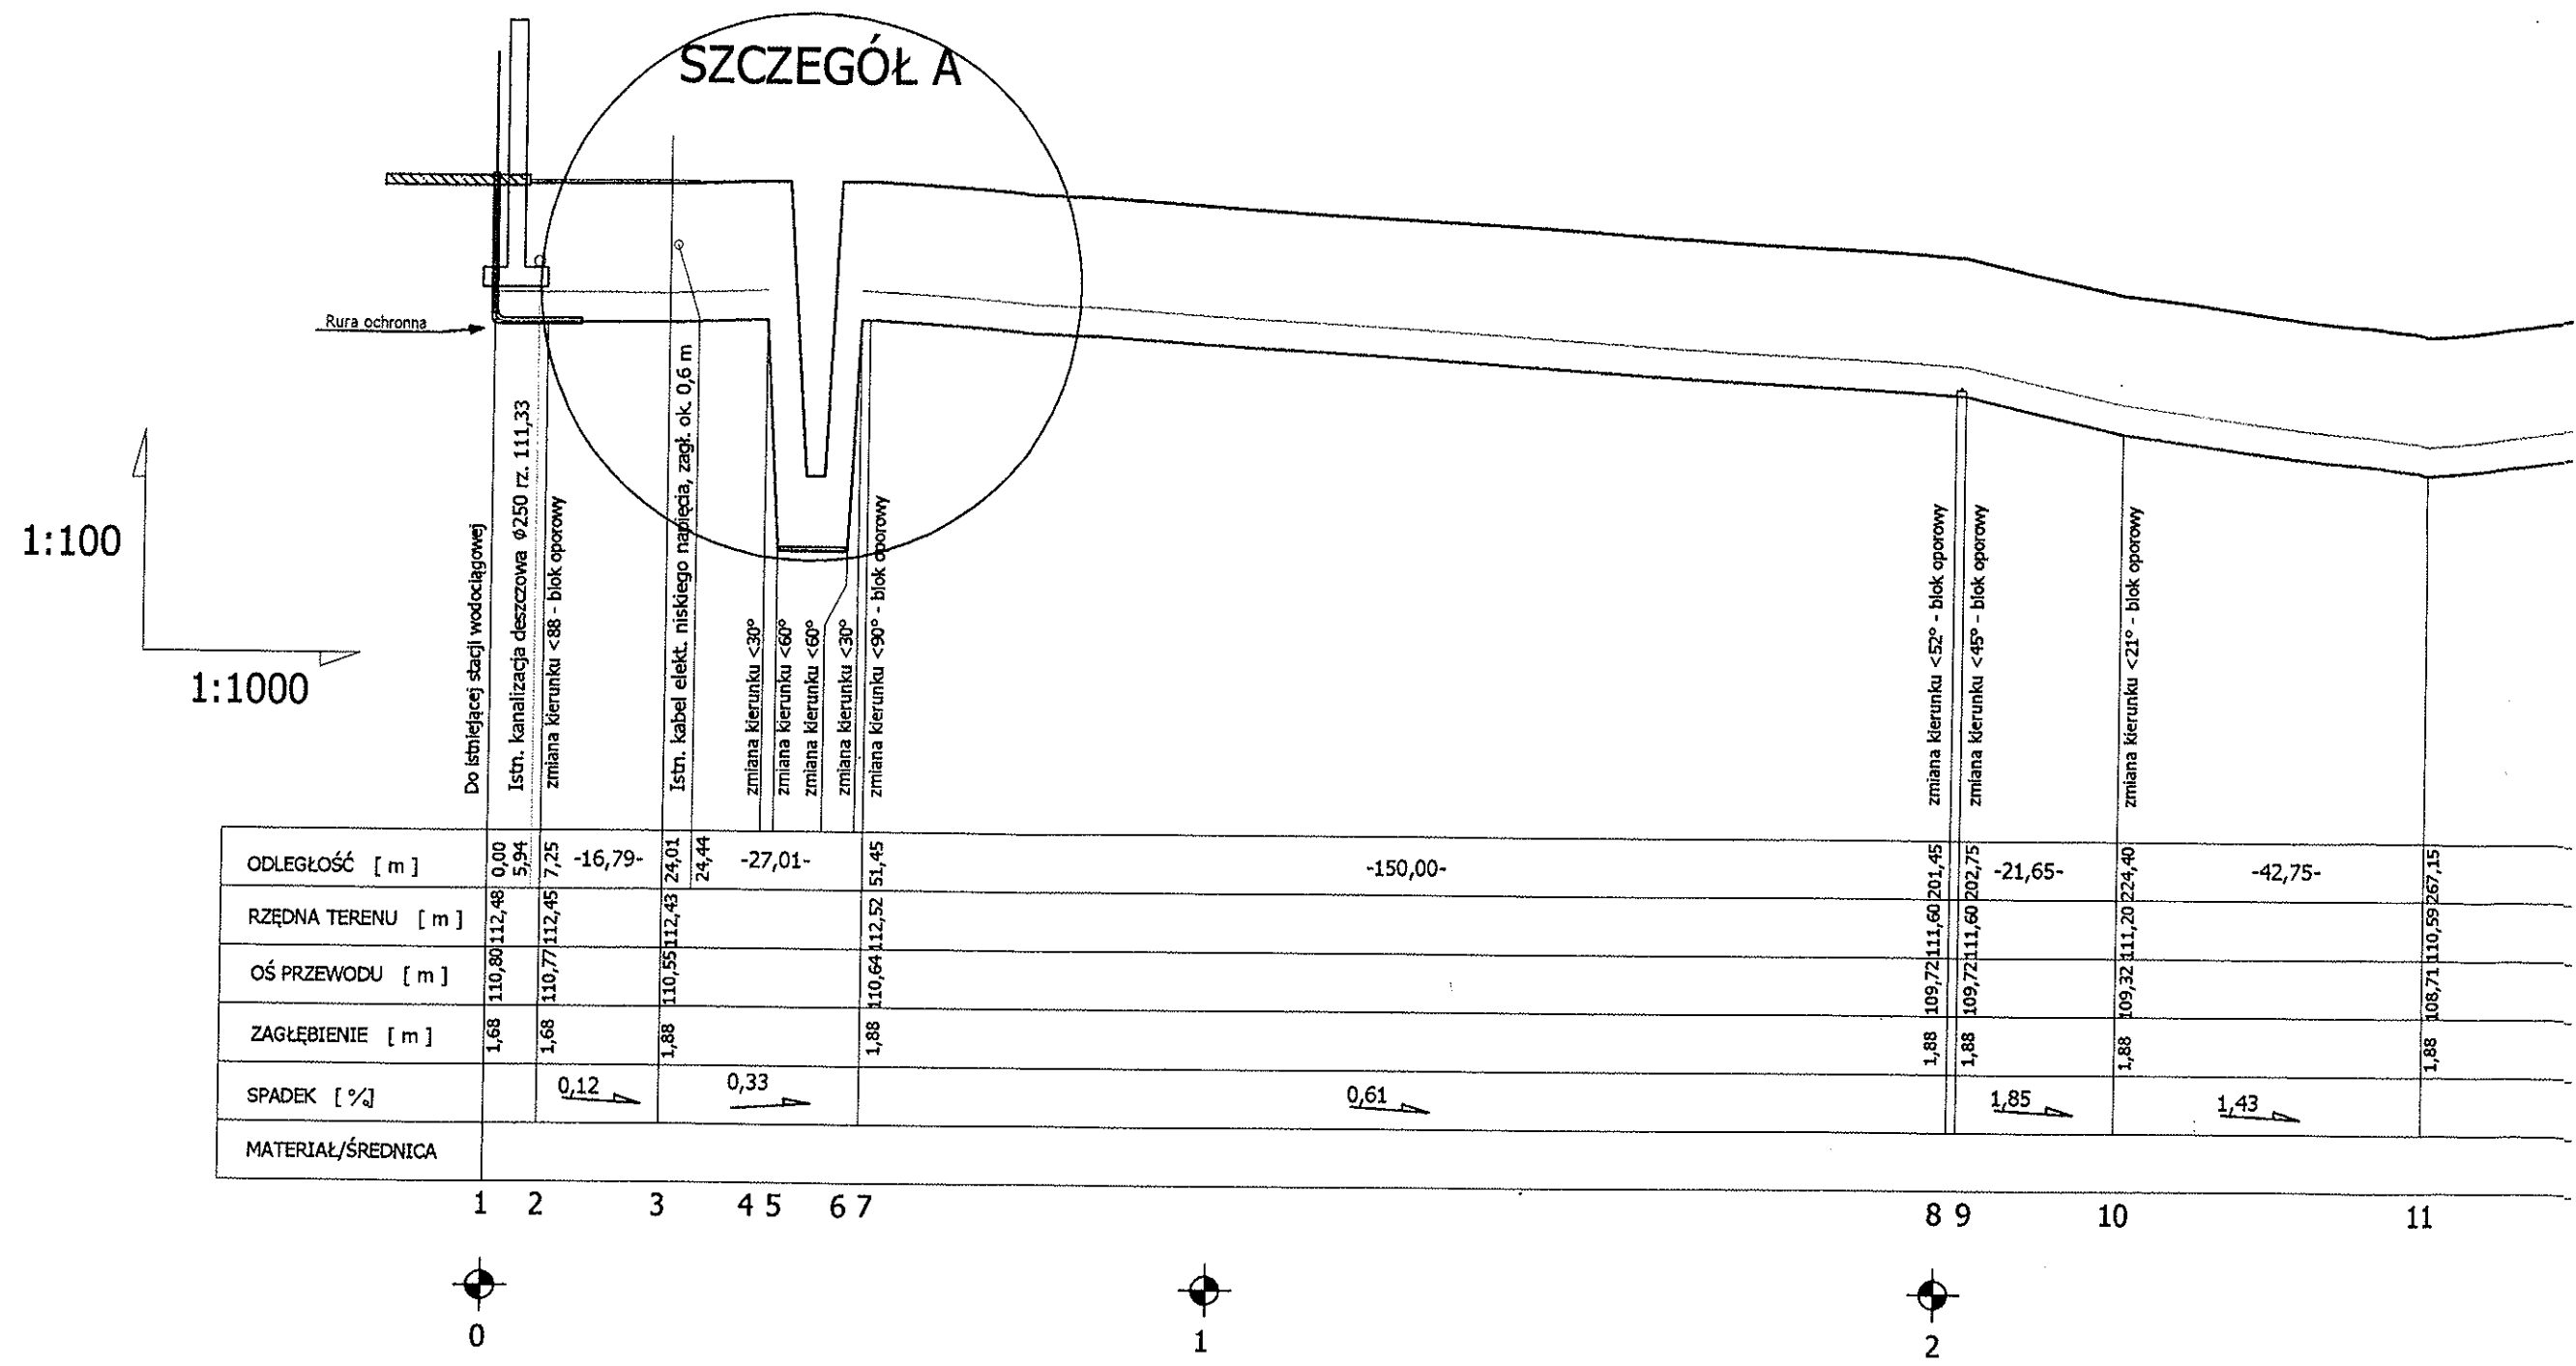 SZCZEGÓŁ A
Rura ochronna
1:100
1:1000
Do istniejącej stacji wodociągowej
Istn. kanalizacja deszczowa ϕ250 rz. 111,33
zmiana kierunku <88 - blok oporowy
Istn. kabel elekt. niskiego napięcia, zagł. ok. 0,6 m
zmiana kierunku <30°
zmiana kierunku <60°
zmiana kierunku <60°
zmiana kierunku <30°
zmiana kierunku <90° - blok oporowy
zmiana kierunku <52° - blok oporowy
zmiana kierunku <45° - blok oporowy
zmiana kierunku <21° - blok oporowy
ODLEGŁOŚĆ [ m ] 0,00 5,94 7,25 -16,79- 24,01 24,44 -27,01- 51,45 -150,00- 201,45 202,75 -21,65- 224,40 -42,75- 267,15
RZĘDNA TERENU [ m ] 112,48 112,45 112,43 112,52 111,60 111,60 111,20 110,59
OŚ PRZEWODU [ m ] 110,80 110,77 110,55 110,64 109,72 109,72 109,32 108,71
ZAGŁĘBIENIE [ m ] 1,68 1,68 1,88 1,88 1,88 1,88 1,88 1,88
SPADEK [ % ] 0,12 0,33 0,61 1,85 1,43
MATERIAŁ/ŚREDNICA
1 2 3 4 5 6 7 8 9 10 11
0 1 2